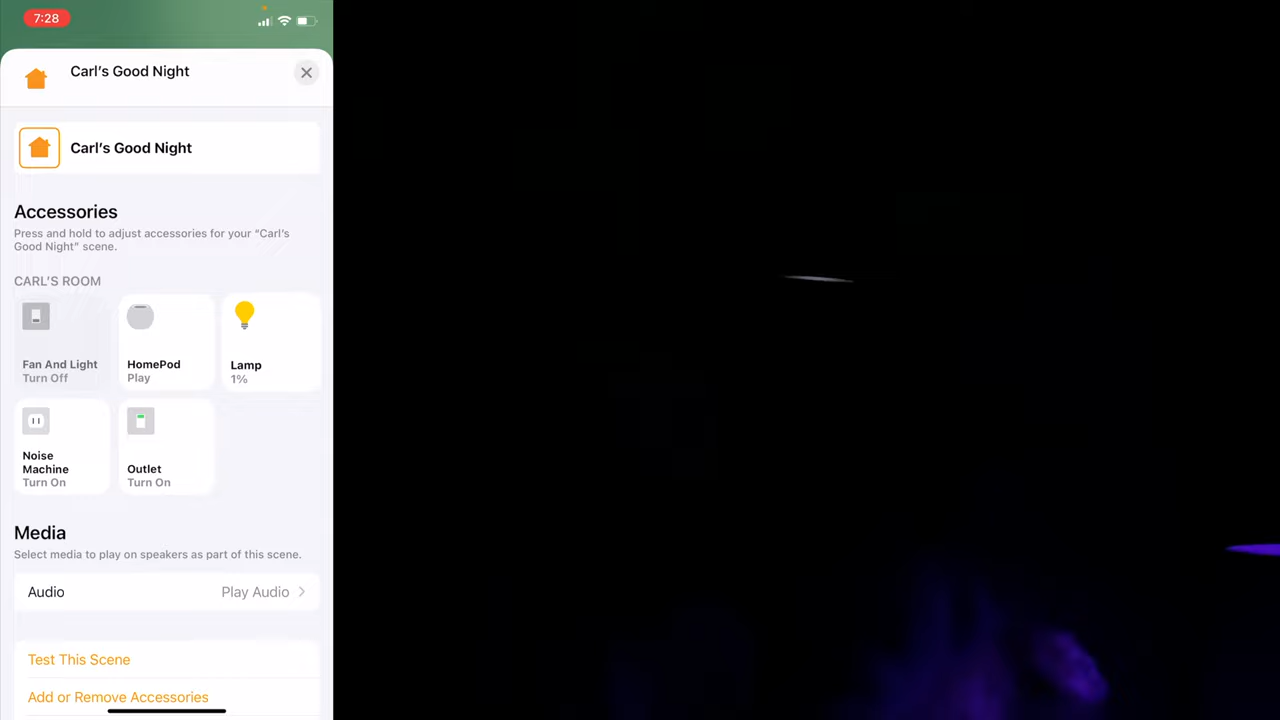 7:28
Carl's Good Night
Carl's Good Night
Accessories
Press and hold to adjust accessories for your “Carl's
Good Night” scene.
CARL'S ROOM
Fan And Light
Turn Off
HomePod
Play
Lamp
1%
Noise
Machine
Turn On
Outlet
Turn On
Media
Select media to play on speakers as part of this scene.
Audio
Play Audio
Test This Scene
Add or Remove Accessories